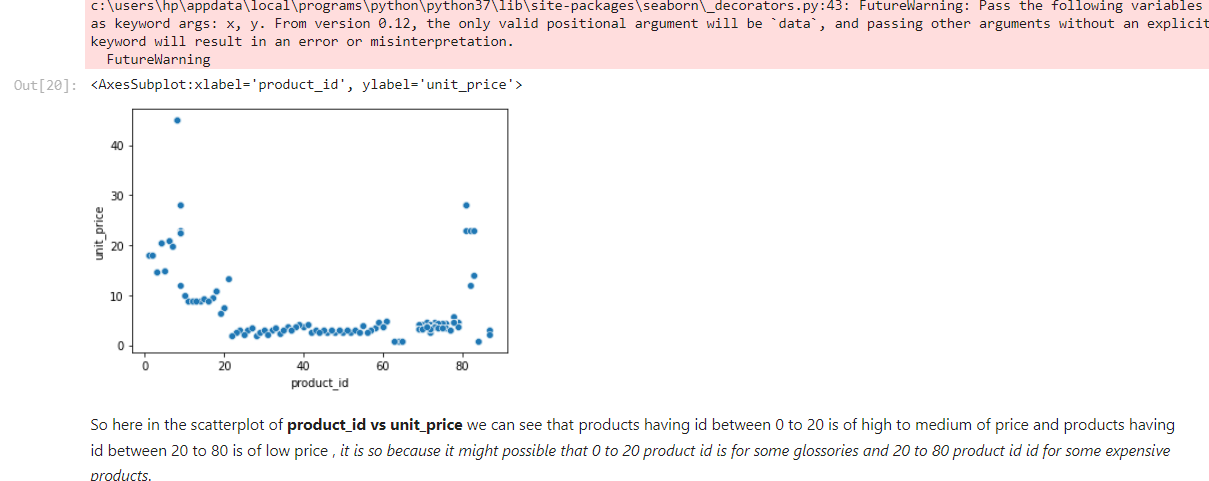 c:\users\hp\appdata\local\programs\python\python37\lib\site-packages\seaborn\_decorators.py:43: FutureWarning: Pass the following variables
as keyword args: x, y. From version 0.12, the only valid positional argument will be `data`, and passing other arguments without an explicit
keyword will result in an error or misinterpretation.
FutureWarning
Out[20]: <AxesSubplot:xlabel='product_id', ylabel='unit_price'>
40
30
20
10
0
unit_price
0 20 40 60 80
product_id
So here in the scatterplot of product_id vs unit_price we can see that products having id between 0 to 20 is of high to medium of price and products having
id between 20 to 80 is of low price , it is so because it might possible that 0 to 20 product id is for some glossories and 20 to 80 product id id for some expensive
products.